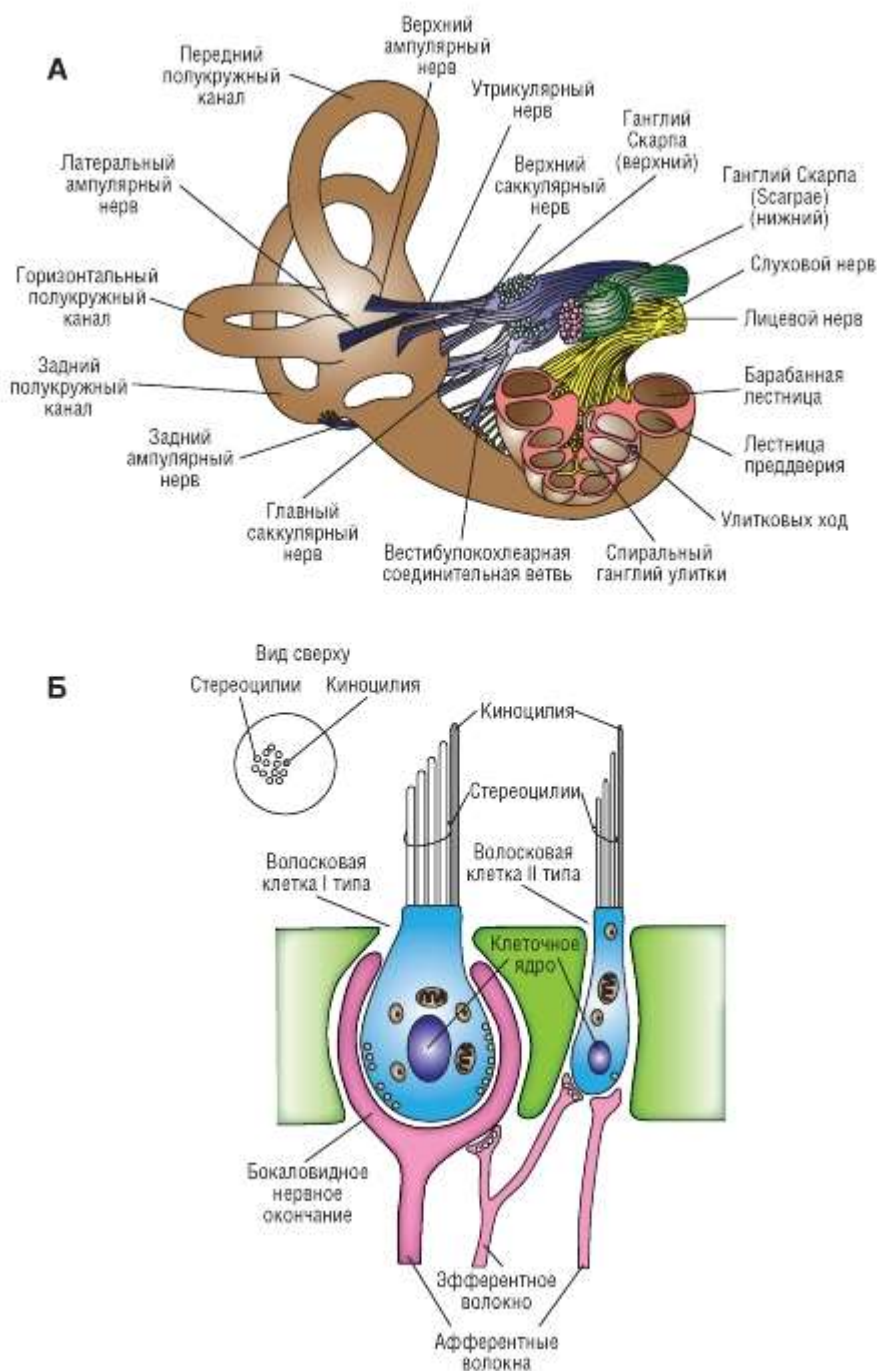 А
Передний
полукружный
канал
Верхний
ампулярный
нерв
Утрикулярный
нерв
Ганглий
Скарпа
(верхний)
Латеральный
ампулярный
нерв
Верхний
саккулярный
нерв
Ганглий Скарпа
(Scarpae)
(нижний)
Горизонтальный
полукружный
канал
Слуховой нерв
Лицевой нерв
Задний
полукружный
канал
Барабанная
лестница
Задний
ампулярный
нерв
Лестница
преддверия
Главный
саккулярный
нерв
Вестибулокохлеарная
соединительная ветвь
Спиральный
ганглий улитки
Улитковых ход
Б
Вид сверху
Стереоцилии
Киноцилия
Киноцилия
Стереоцилии
Волосковая
клетка I типа
Волосковая
клетка II типа
Клеточное
ядро
Бокаловидное
нервное
окончание
Эфферентное
волокно
Афферентные
волокна